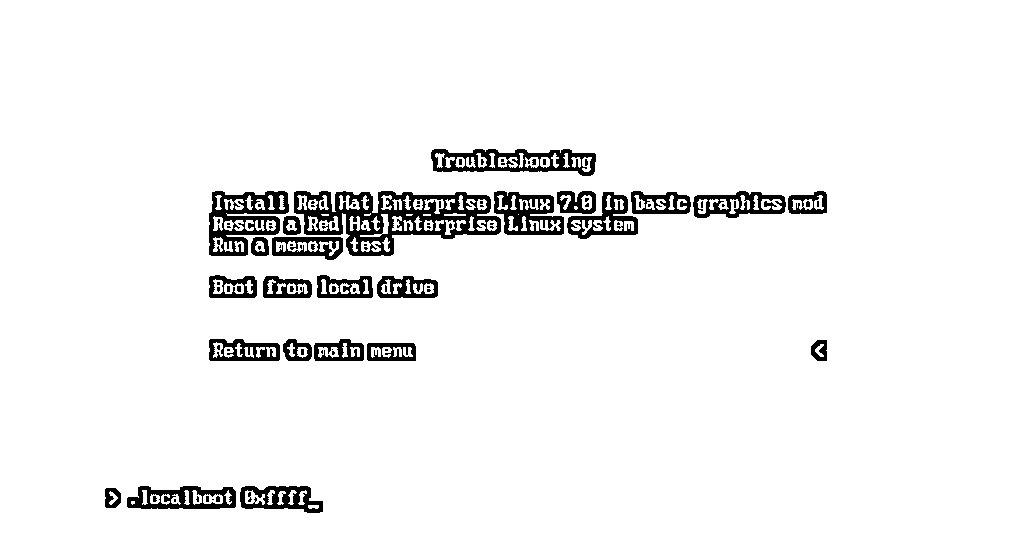 Troubleshooting
Install Red Hat Enterprise Linux 7.0 in basic graphics mod
Rescue a Red Hat Enterprise Linux system
Run a memory test
Boot from local drive
Return to main menu <
> .localboot 0xffff_